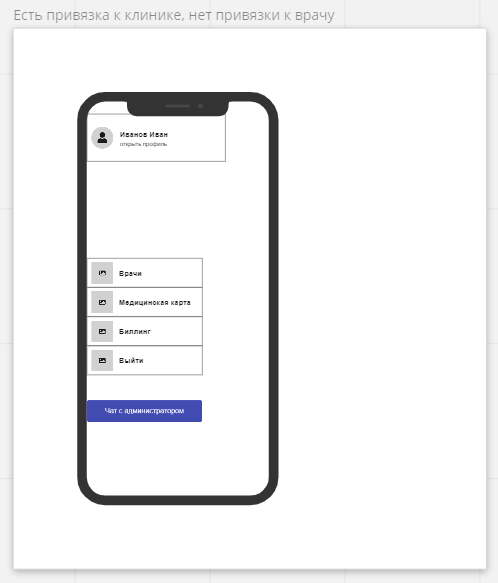 Есть привязка к клинике, нет привязки к врачу
Иванов Иван
открыть профиль
Врачи
Медицинская карта
Биллинг
Выйти
Чат с администратором